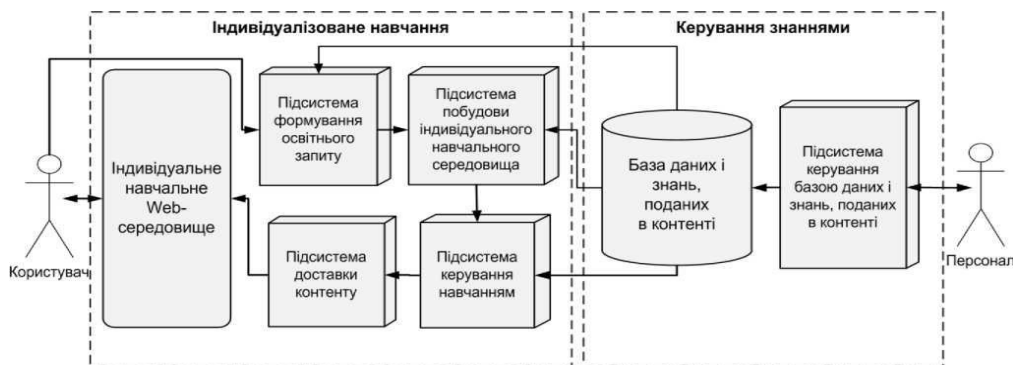 Індивідуалізоване навчання
Керування знаннями
Користувач
Індивідуальне
навчальне
Web-
середовище
Підсистема
формування
освітнього
запиту
Підсистема
побудови
індивідуального
навчального
середовища
Підсистема
доставки
контенту
Підсистема
керування
навчанням
База даних і
знань,
поданих
в контенті
Підсистема
керування
базою даних і
знань, поданих
в контенті
Персонал